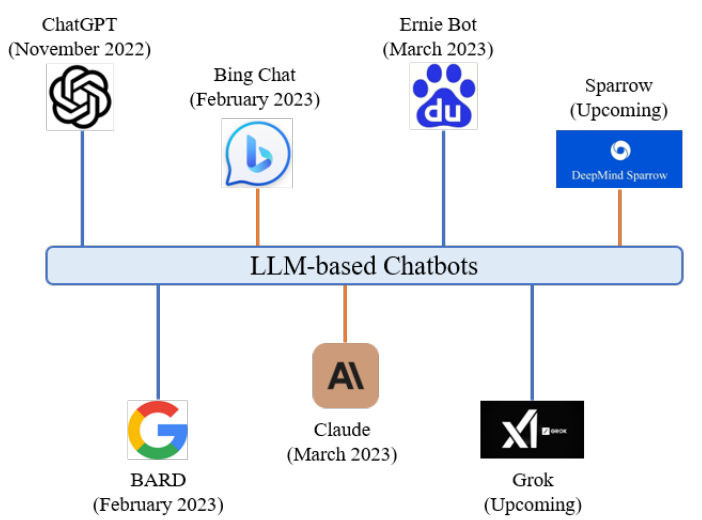 ChatGPT
(November 2022)
Bing Chat
(February 2023)
Ernie Bot
(March 2023)
du
Sparrow
(Upcoming)
DeepMind Sparrow
LLM-based Chatbots
BARD
(February 2023)
AI
Claude
(March 2023)
xAI GROK
Grok
(Upcoming)